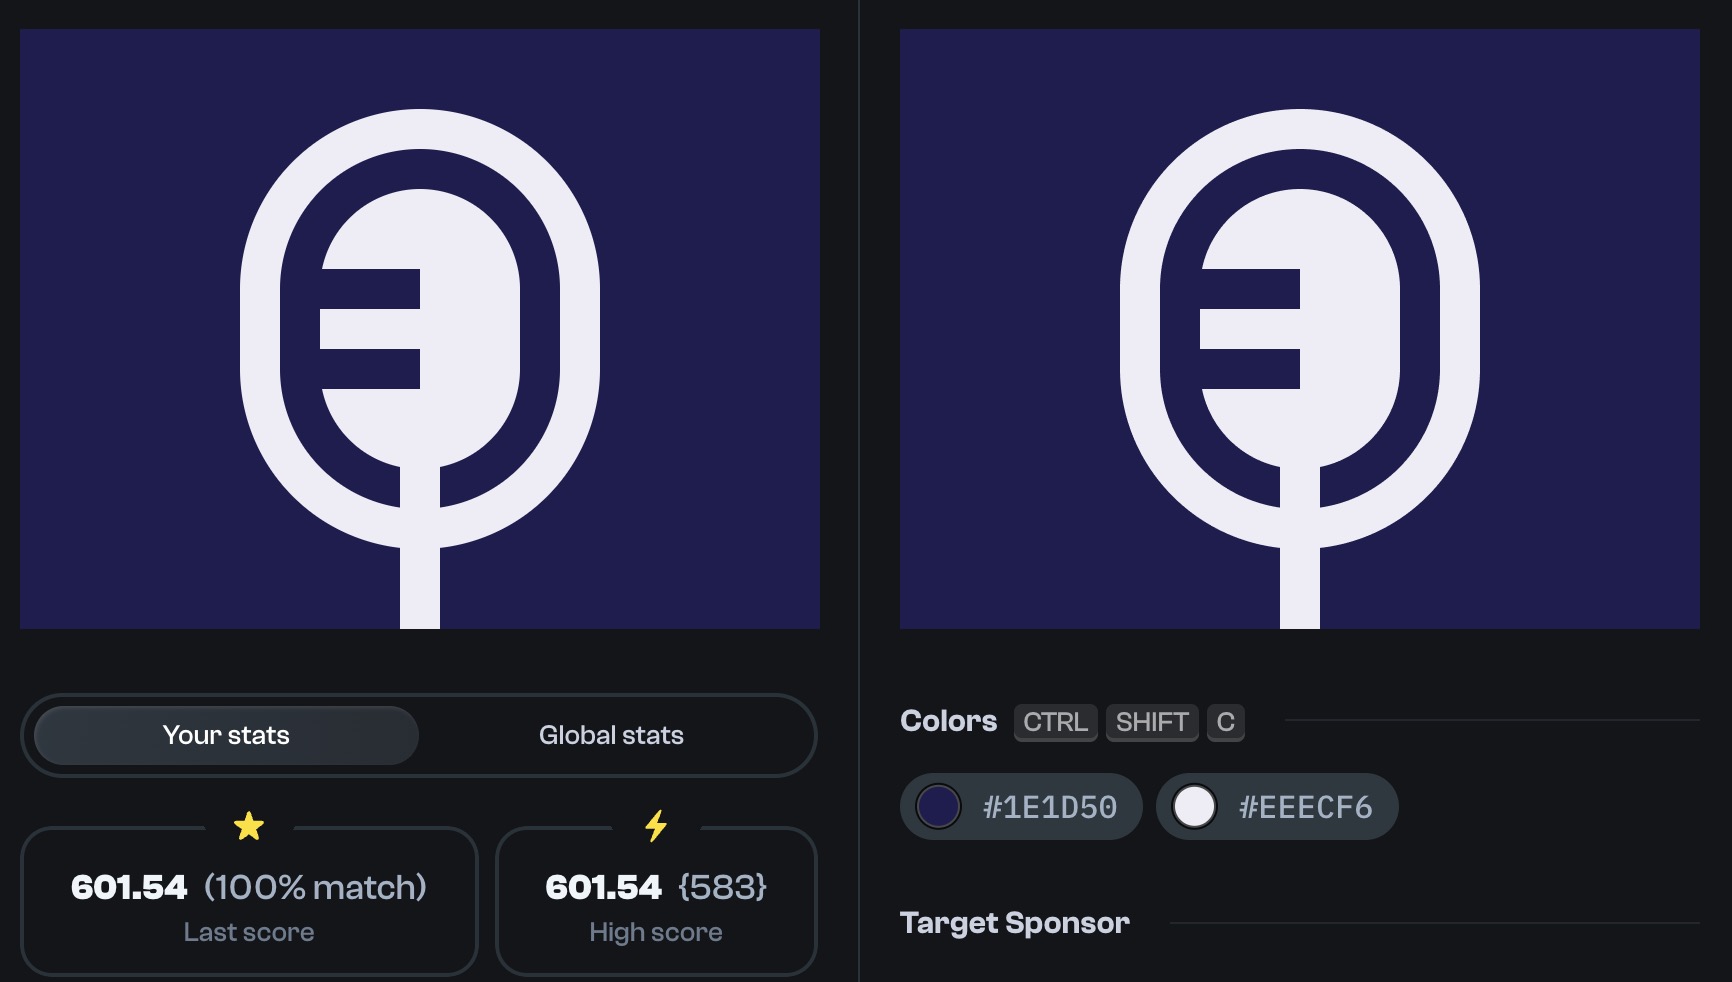 Your stats
Global stats
601.54 (100% match)
Last score
601.54 {583}
High score
Colors CTRL SHIFT C
#1E1D50
#EEECF6
Target Sponsor